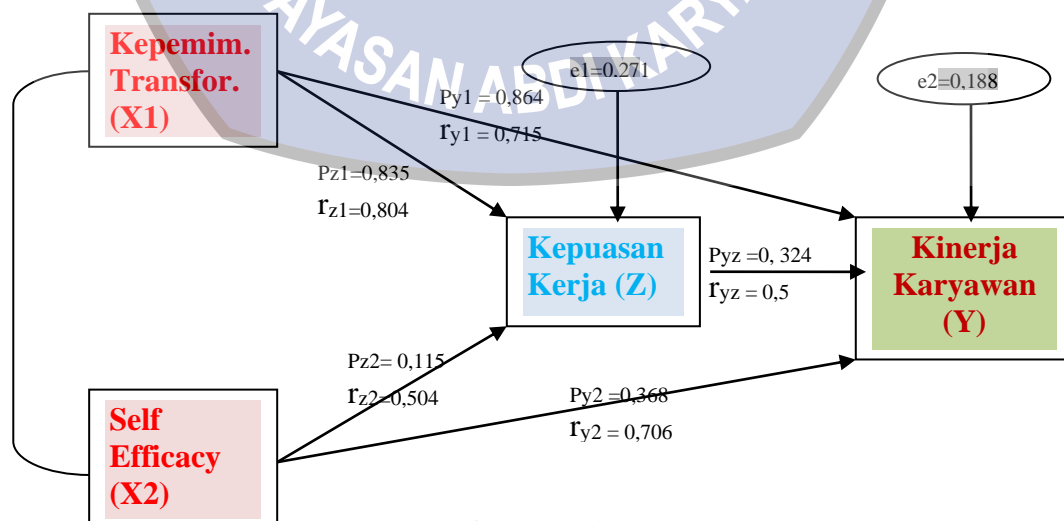 YAYASAN ABDI KARY
Kepemim.
Transfor.
(X1)
e1=0.271
e2=0,188
Py1 = 0,864
ry1 = 0,715
Pz1=0,835
rz1=0,804
Kepuasan
Kerja (Z)
Pyz =0, 324
ryz = 0,5
Kinerja
Karyawan
(Y)
Pz2= 0,115
rz2=0,504
Py2 =0,368
ry2 = 0,706
Self
Efficacy
(X2)